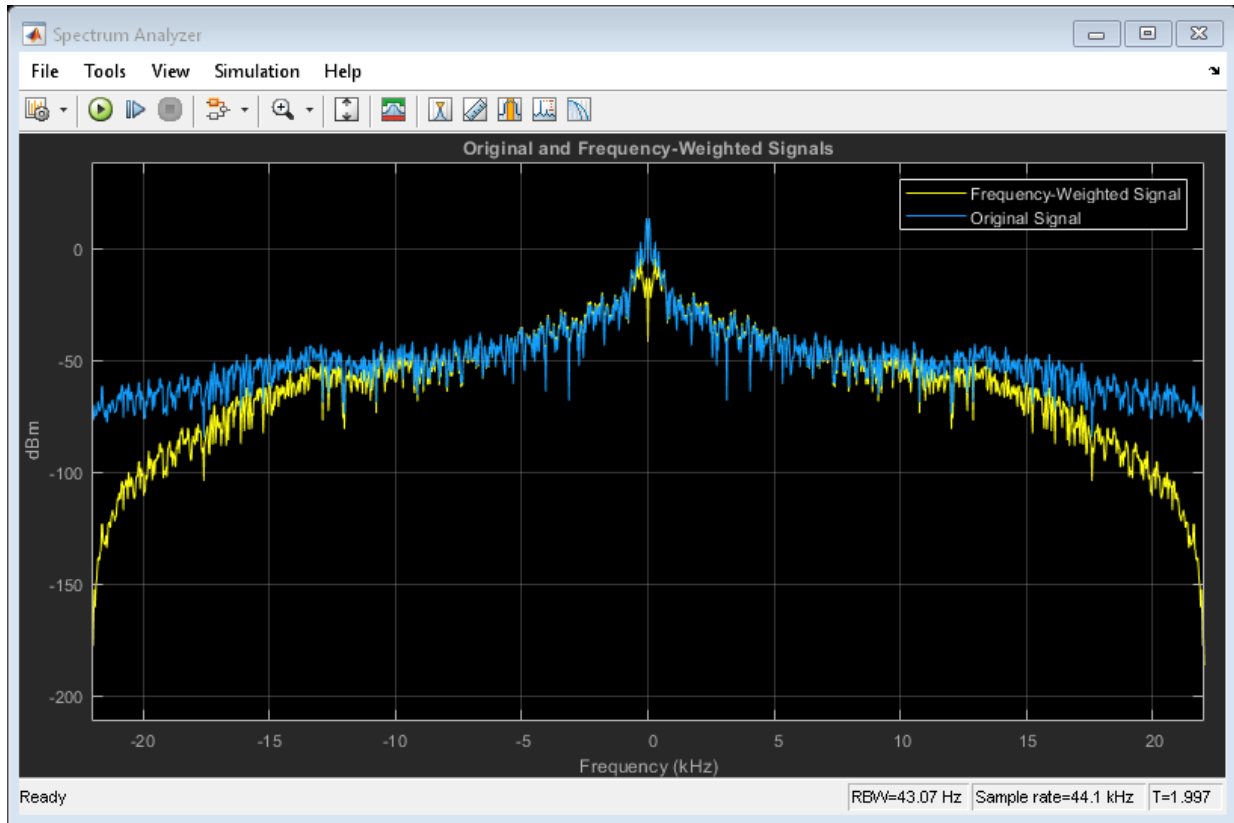 Spectrum Analyzer
File Tools View Simulation Help
Original and Frequency-Weighted Signals
Frequency-Weighted Signal
Original Signal
0
-50
-100
-150
-200
dBm
-20 -15 -10 -5 0 5 10 15 20
Frequency (kHz)
Ready RBW=43.07 Hz Sample rate=44.1 kHz T=1.997